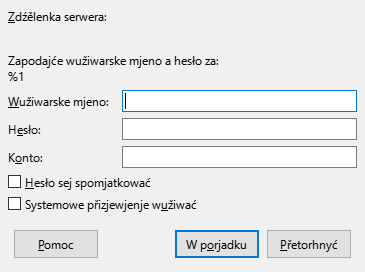 Zdźělenka serwera:
Zapodajće wužiwarske mjeno a hesło za:
%1
Wužiwarske mjeno:
Hesło:
Konto:
Hesło sej spomjatkować
Systemowe přizjewjenje wužiwać
Pomoc
W porjadku
Přetorhnyć